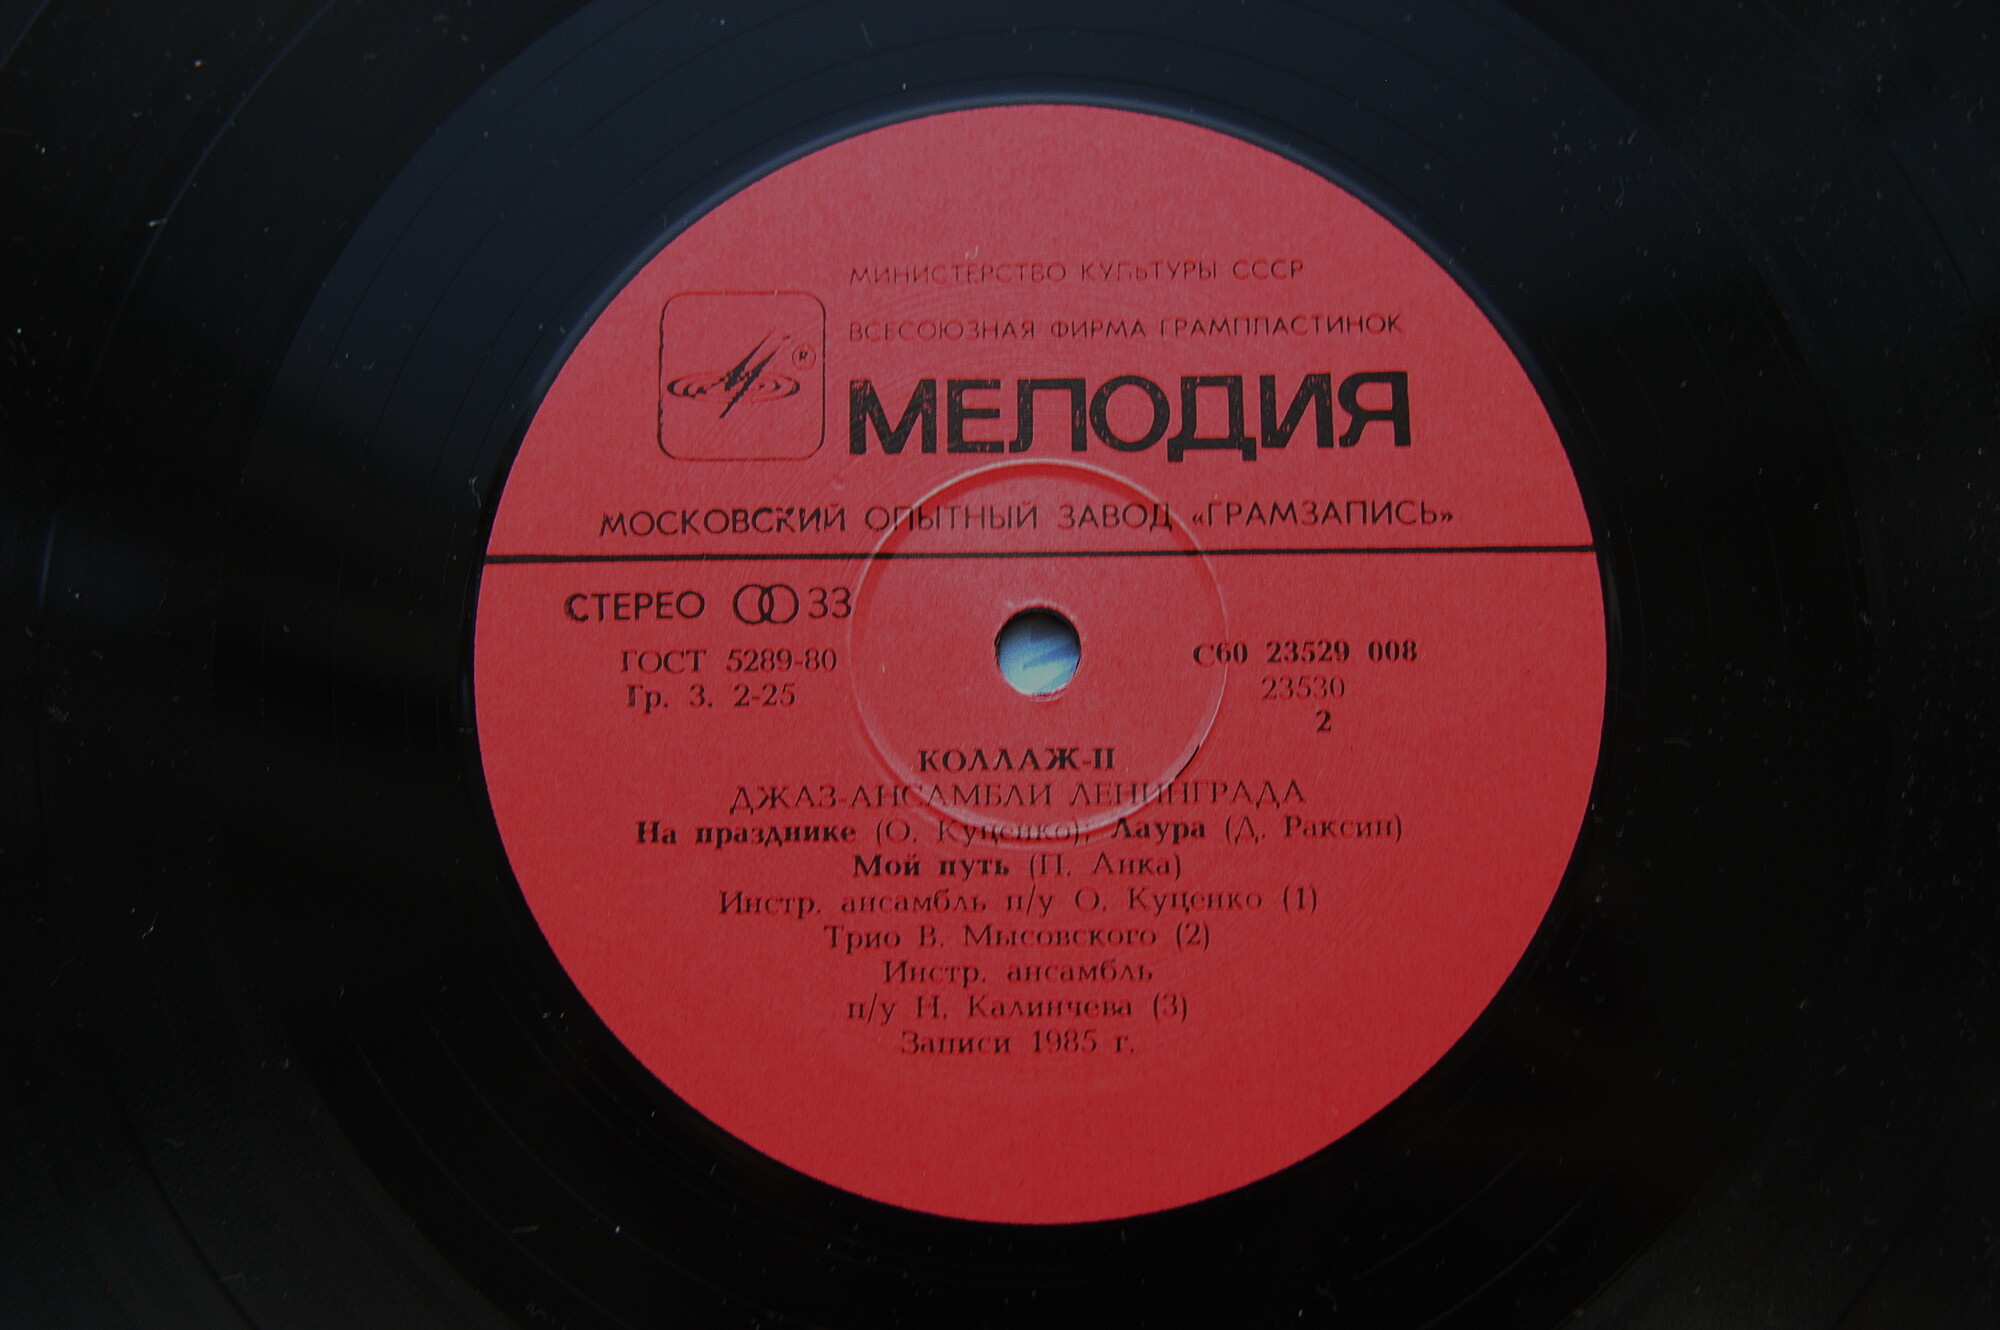 МИНИСТЕРСТВО КУЛЬТУРЫ СССР
ВСЕСОЮЗНАЯ ФИРМА ГРАМПЛАСТИНОК
® МЕЛОДИЯ
МОСКОВСКИЙ ОПЫТНЫЙ ЗАВОД «ГРАМЗАПИСЬ»
СТЕРЕО 33
ГОСТ 5289-80
Гр. 3. 2-25
С60 23529 008
23530
2
КОЛЛАЖ-II
ДЖАЗ-АНСАМБЛИ ЛЕНИНГРАДА
На празднике (О. Куценко); Лаура (Д. Раксин)
Мой путь (П. Анка)
Инстр. ансамбль п/у О. Куценко (1)
Трио В. Мысовского (2)
Инстр. ансамбль
п/у Н. Калинчева (3)
Записи 1985 г.